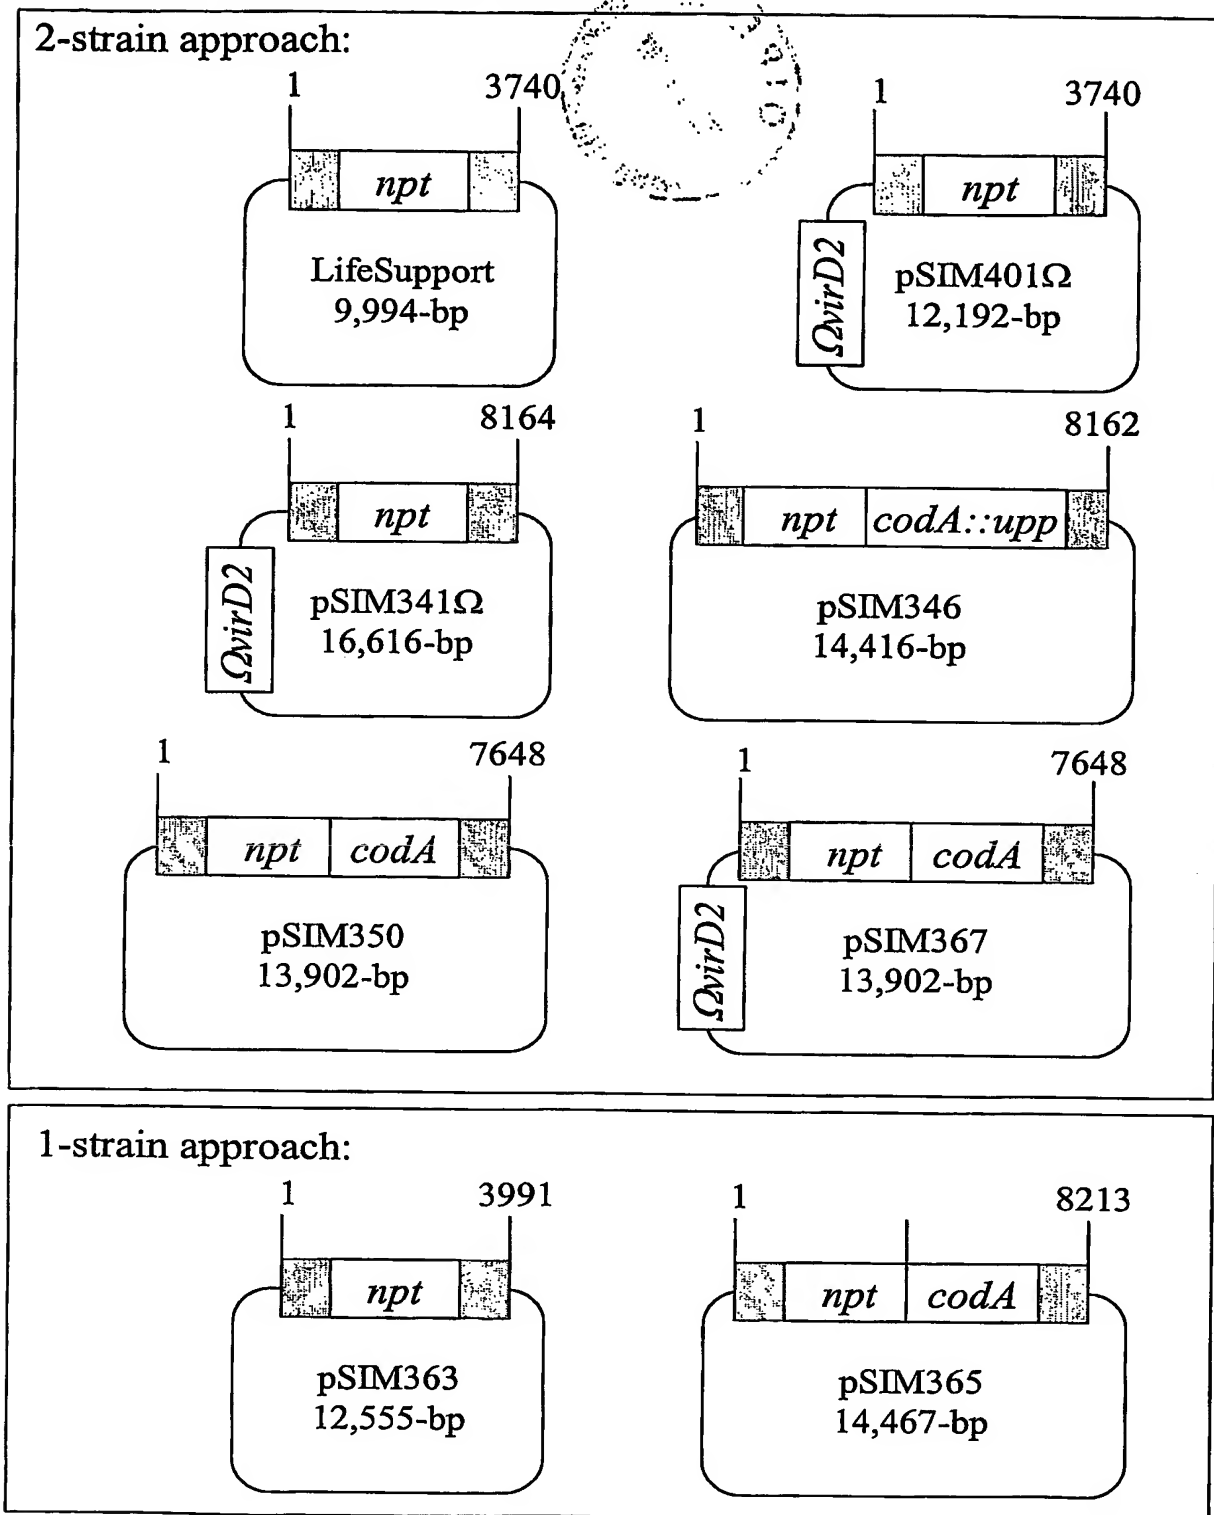 2-strain approach:
1 3740
npt
LifeSupport
9,994-bp
1 3740
npt
ΩvirD2
pSIM401Ω
12,192-bp
1 8164
npt
ΩvirD2
pSIM341Ω
16,616-bp
1 8162
npt codA::upp
pSIM346
14,416-bp
1 7648
npt codA
pSIM350
13,902-bp
1 7648
npt codA
ΩvirD2
pSIM367
13,902-bp
1-strain approach:
1 3991
npt
pSIM363
12,555-bp
1 8213
npt codA
pSIM365
14,467-bp